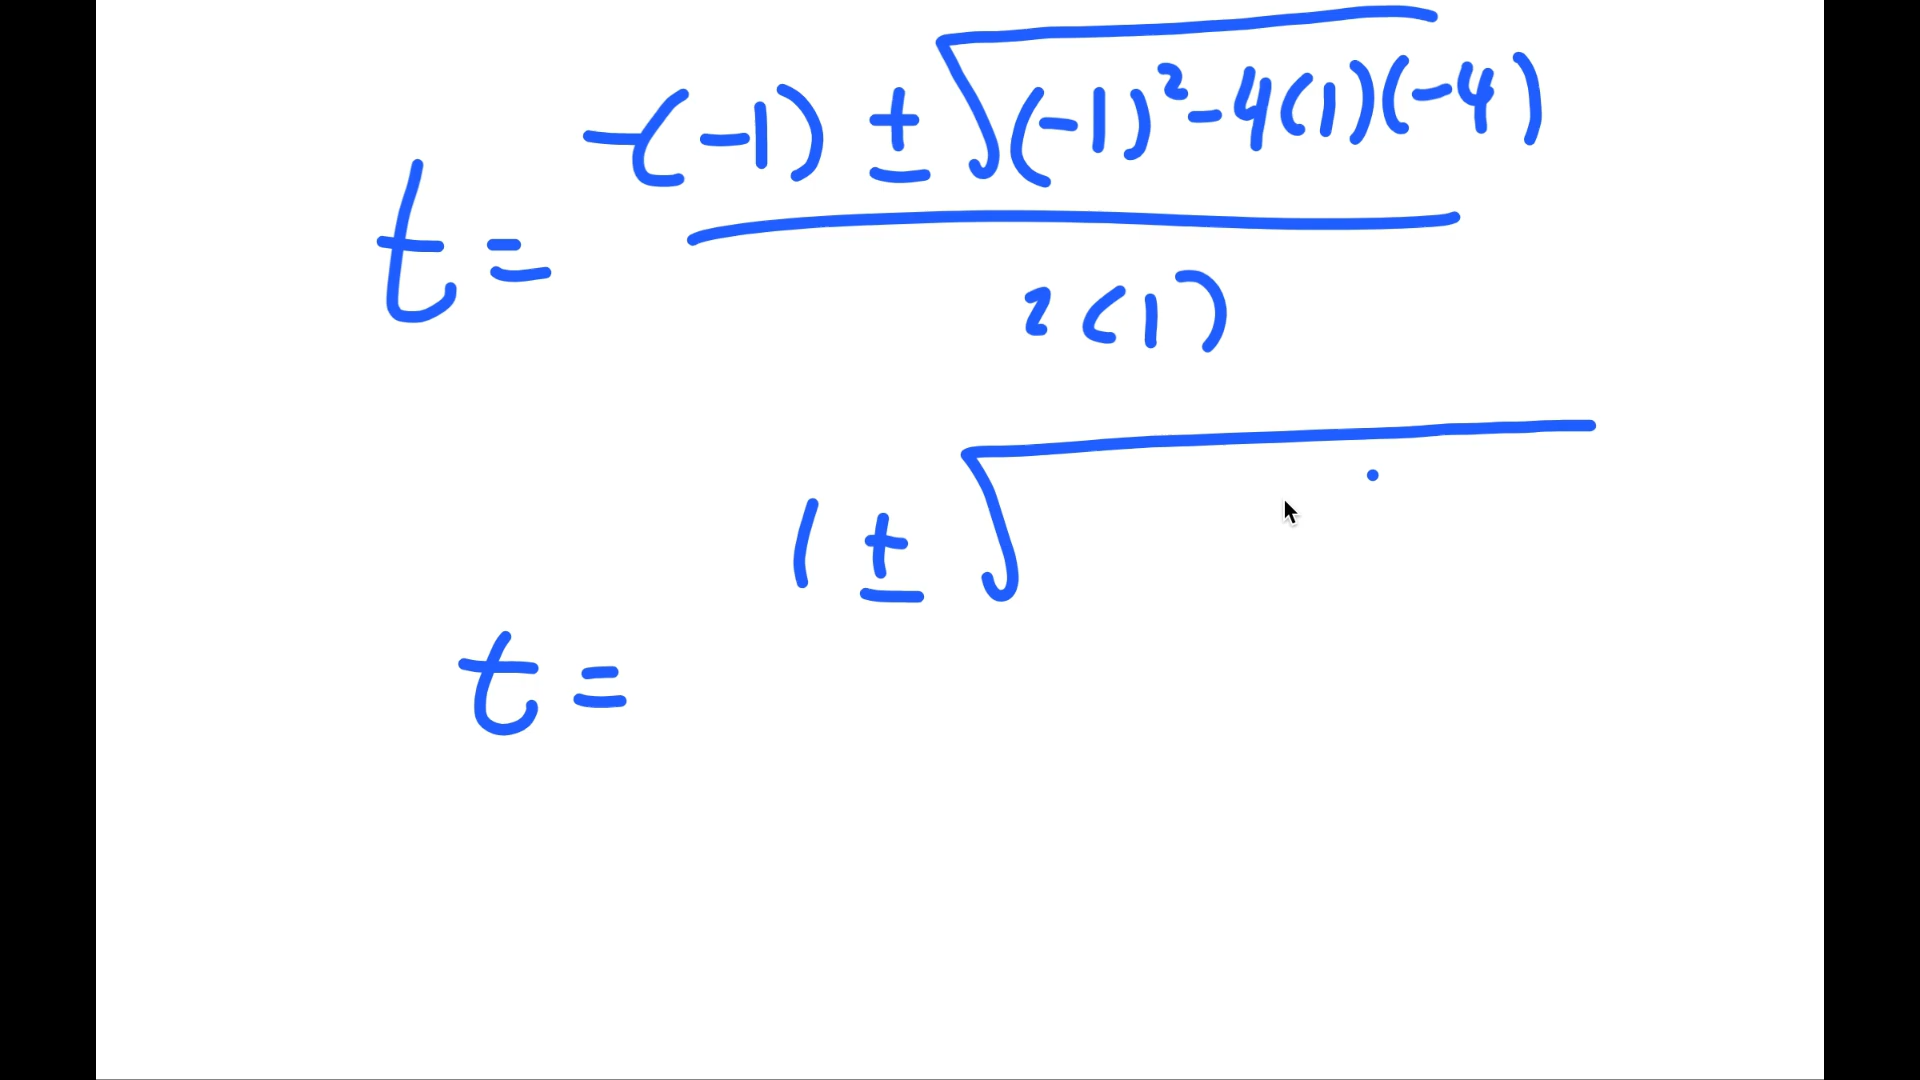 t = -(-1) ± √(-1)²-4(1)(-4)
2(1)
1 ± √
t =